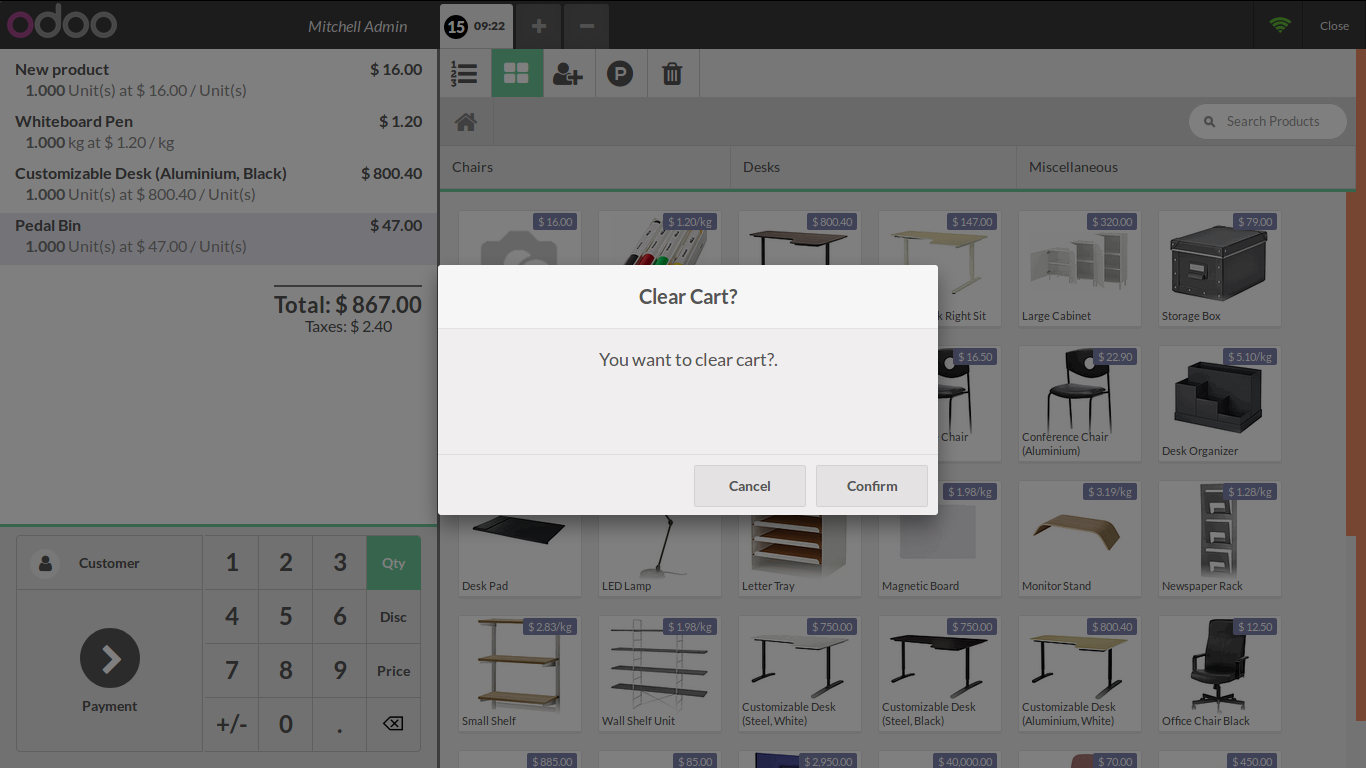 odoo
Mitchell Admin
15 09:22
Close
New product $ 16.00
1.000 Unit(s) at $ 16.00 / Unit(s)
Whiteboard Pen $ 1.20
1.000 kg at $ 1.20 / kg
Customizable Desk (Aluminium, Black) $ 800.40
1.000 Unit(s) at $ 800.40 / Unit(s)
Pedal Bin $ 47.00
1.000 Unit(s) at $ 47.00 / Unit(s)
Total: $ 867.00
Taxes: $ 2.40
Customer
1 2 3 Qty
4 5 6 Disc
7 8 9 Price
+/- 0 .
Payment
1
2
3
P
Search Products
Chairs Desks Miscellaneous
$ 16.00 $ 1.20/kg $ 800.40 $ 147.00 $ 320.00 $ 79.00
k Right Sit Large Cabinet Storage Box
Clear Cart?
You want to clear cart?.
Cancel Confirm
$ 16.50 $ 22.90 $ 5.10/kg
Chair Conference Chair
(Aluminium) Desk Organizer
$ 1.98/kg $ 3.19/kg $ 1.28/kg
Desk Pad LED Lamp Letter Tray Magnetic Board Monitor Stand Newspaper Rack
$ 2.83/kg $ 1.98/kg $ 750.00 $ 750.00 $ 800.40 $ 12.50
Small Shelf Wall Shelf Unit Customizable Desk
(Steel, White) Customizable Desk
(Steel, Black) Customizable Desk
(Aluminium, White) Office Chair Black
$ 885.00 $ 85.00 $ 2,950.00 $ 40,000.00 $ 70.00 $ 450.00